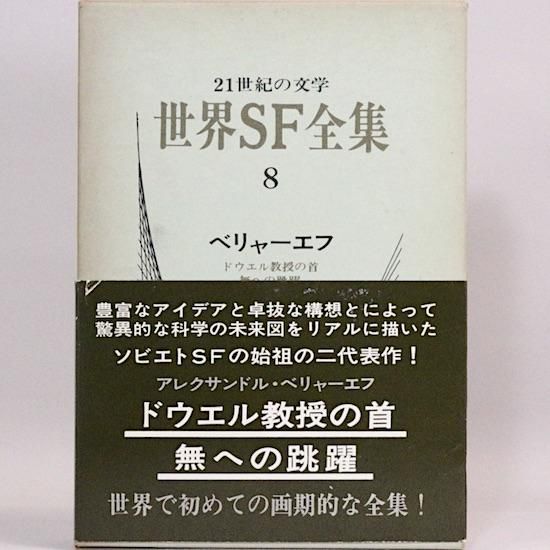 21世紀の文学
世界SF全集
8
ベリャーエフ
ドウエル教授の首
無への跳躍
豊富なアイデアと卓抜な構想とによって
驚異的な科学の未来図をリアルに描いた
ソビエトSFの始祖の二代表作!
アレクサンドル・ベリャーエフ
ドウエル教授の首
無への跳躍
世界で初めての画期的な全集!